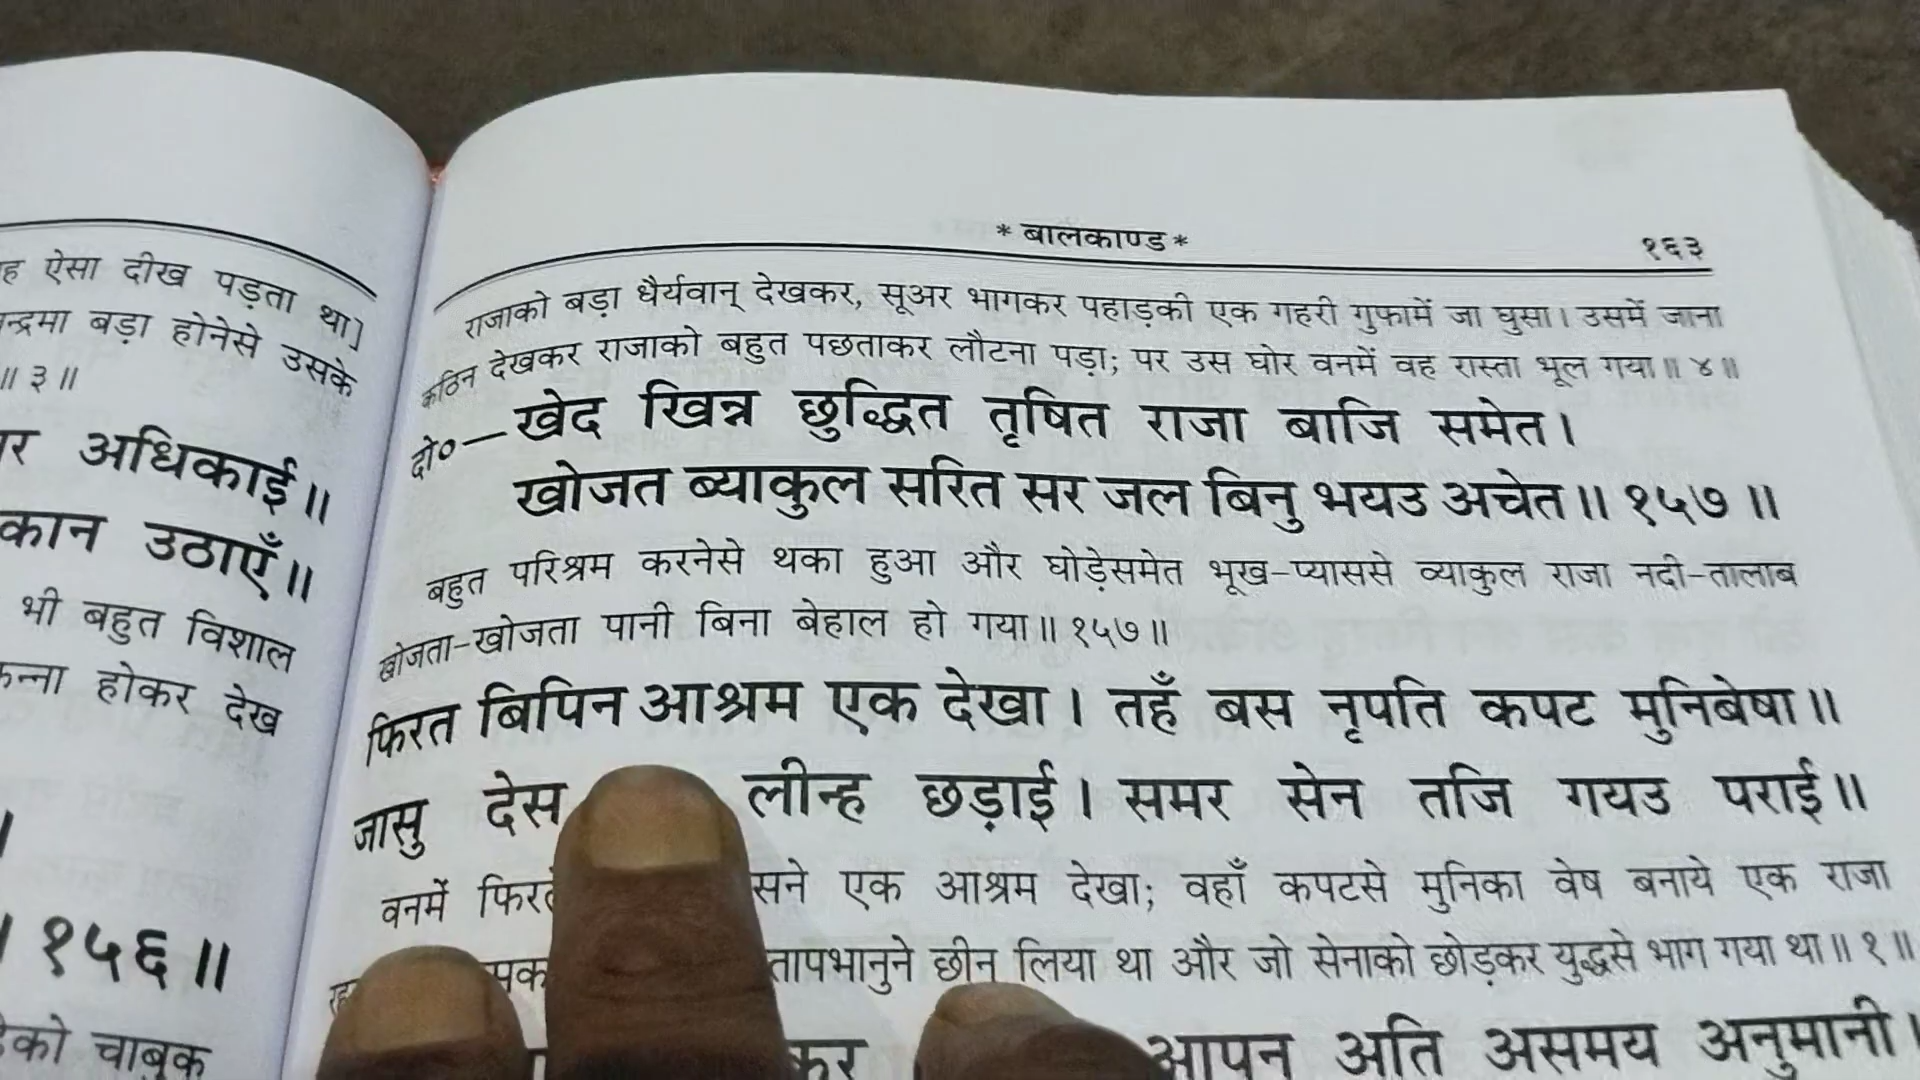 ह ऐसा दीख पड़ता था]
न्द्रमा बड़ा होनेसे उसके
॥ ३ ॥
र अधिकाई॥
कान उठाएँ॥
भी बहुत विशाल
न्ना होकर देख
। १५६ ॥
को चाबुक
* बालकाण्ड *
१६३
राजाको बड़ा धैर्यवान् देखकर, सूअर भागकर पहाड़की एक गहरी गुफामें जा घुसा। उसमें जाना
कठिन देखकर राजाको बहुत पछताकर लौटना पड़ा; पर उस घोर वनमें वह रास्ता भूल गया॥ ४॥
दो०—खेद खिन्न छुद्धित तृषित राजा बाजि समेत।
खोजत ब्याकुल सरित सर जल बिनु भयउ अचेत॥ १५७ ॥
बहुत परिश्रम करनेसे थका हुआ और घोड़ेसमेत भूख-प्याससे व्याकुल राजा नदी-तालाब
खोजता-खोजता पानी बिना बेहाल हो गया॥ १५७॥
फिरत बिपिन आश्रम एक देखा। तहँ बस नृपति कपट मुनिबेषा॥
जासु देस लीन्ह छड़ाई। समर सेन तजि गयउ पराई॥
वनमें सने एक आश्रम देखा; वहाँ कपटसे मुनिका वेष बनाये एक राजा
तापभानुने छीन लिया था और जो सेनाको छोड़कर युद्धसे भाग गया था॥ १॥
कर आपन अति असमय अनुमानी।